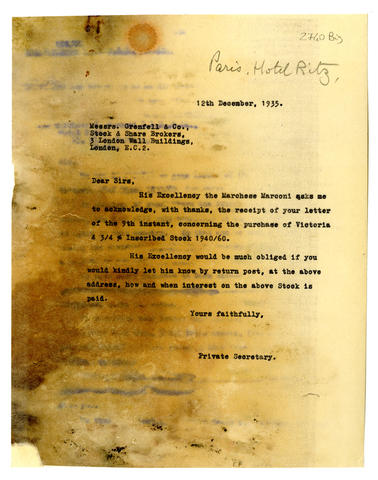 Paris. Hotel Ritz,
12th December, 1935.
Messrs. Grenfell & Co.,
Stock & Share Brokers,
3 London Wall Buildings,
London, E.C.2.
Dear Sirs,
His Excellency the Marchese Marconi asks me
to acknowledge, with thanks, the receipt of your letter
of the 9th instant, concerning the purchase of Victoria
4 3/4 % Inscribed Stock 1940/60.
His Excellency would be much obliged if you
would kindly let him know by return post, at the above
address, how and when interest on the above Stock is
paid.
Yours faithfully,
Private Secretary.